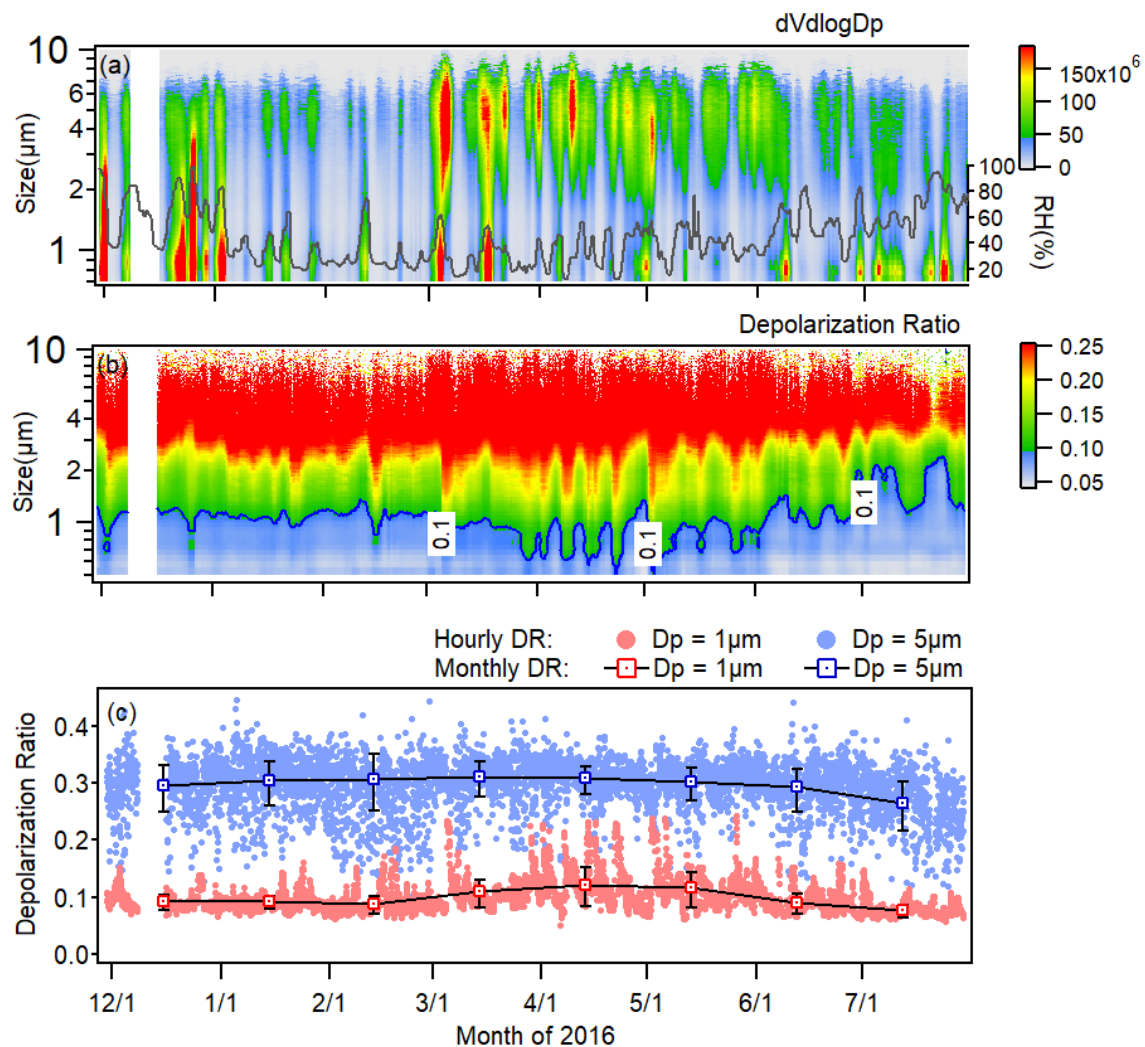 dVdlogDp
(a)
10
6
4
2
1
Size(µm)
150x10⁶
100
50
0
100
80
60
40
20
RH(%)
Depolarization Ratio
(b)
10
4
2
1
Size(µm)
0.1
0.1
0.1
0.25
0.20
0.15
0.10
0.05
Hourly DR: Dp = 1µm Dp = 5µm
Monthly DR: Dp = 1µm Dp = 5µm
(c)
0.4
0.3
0.2
0.1
0.0
Depolarization Ratio
12/1 1/1 2/1 3/1 4/1 5/1 6/1 7/1
Month of 2016